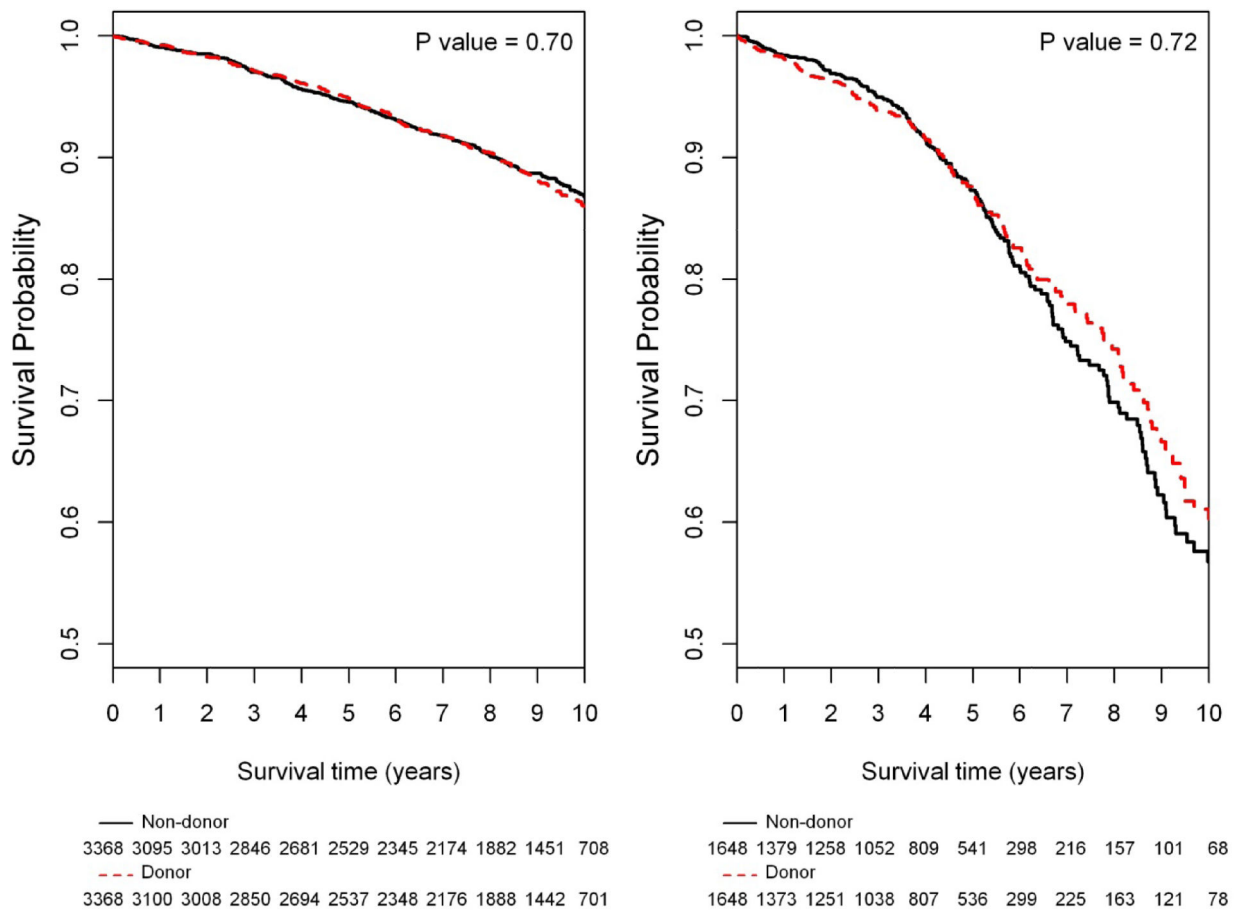 P value = 0.70
Survival Probability
1.0
0.9
0.8
0.7
0.6
0.5
0 1 2 3 4 5 6 7 8 9 10
Survival time (years)
Non-donor
3368 3095 3013 2846 2681 2529 2345 2174 1882 1451 708
Donor
3368 3100 3008 2850 2694 2537 2348 2176 1888 1442 701
P value = 0.72
Survival Probability
1.0
0.9
0.8
0.7
0.6
0.5
0 1 2 3 4 5 6 7 8 9 10
Survival time (years)
Non-donor
1648 1379 1258 1052 809 541 298 216 157 101 68
Donor
1648 1373 1251 1038 807 536 299 225 163 121 78